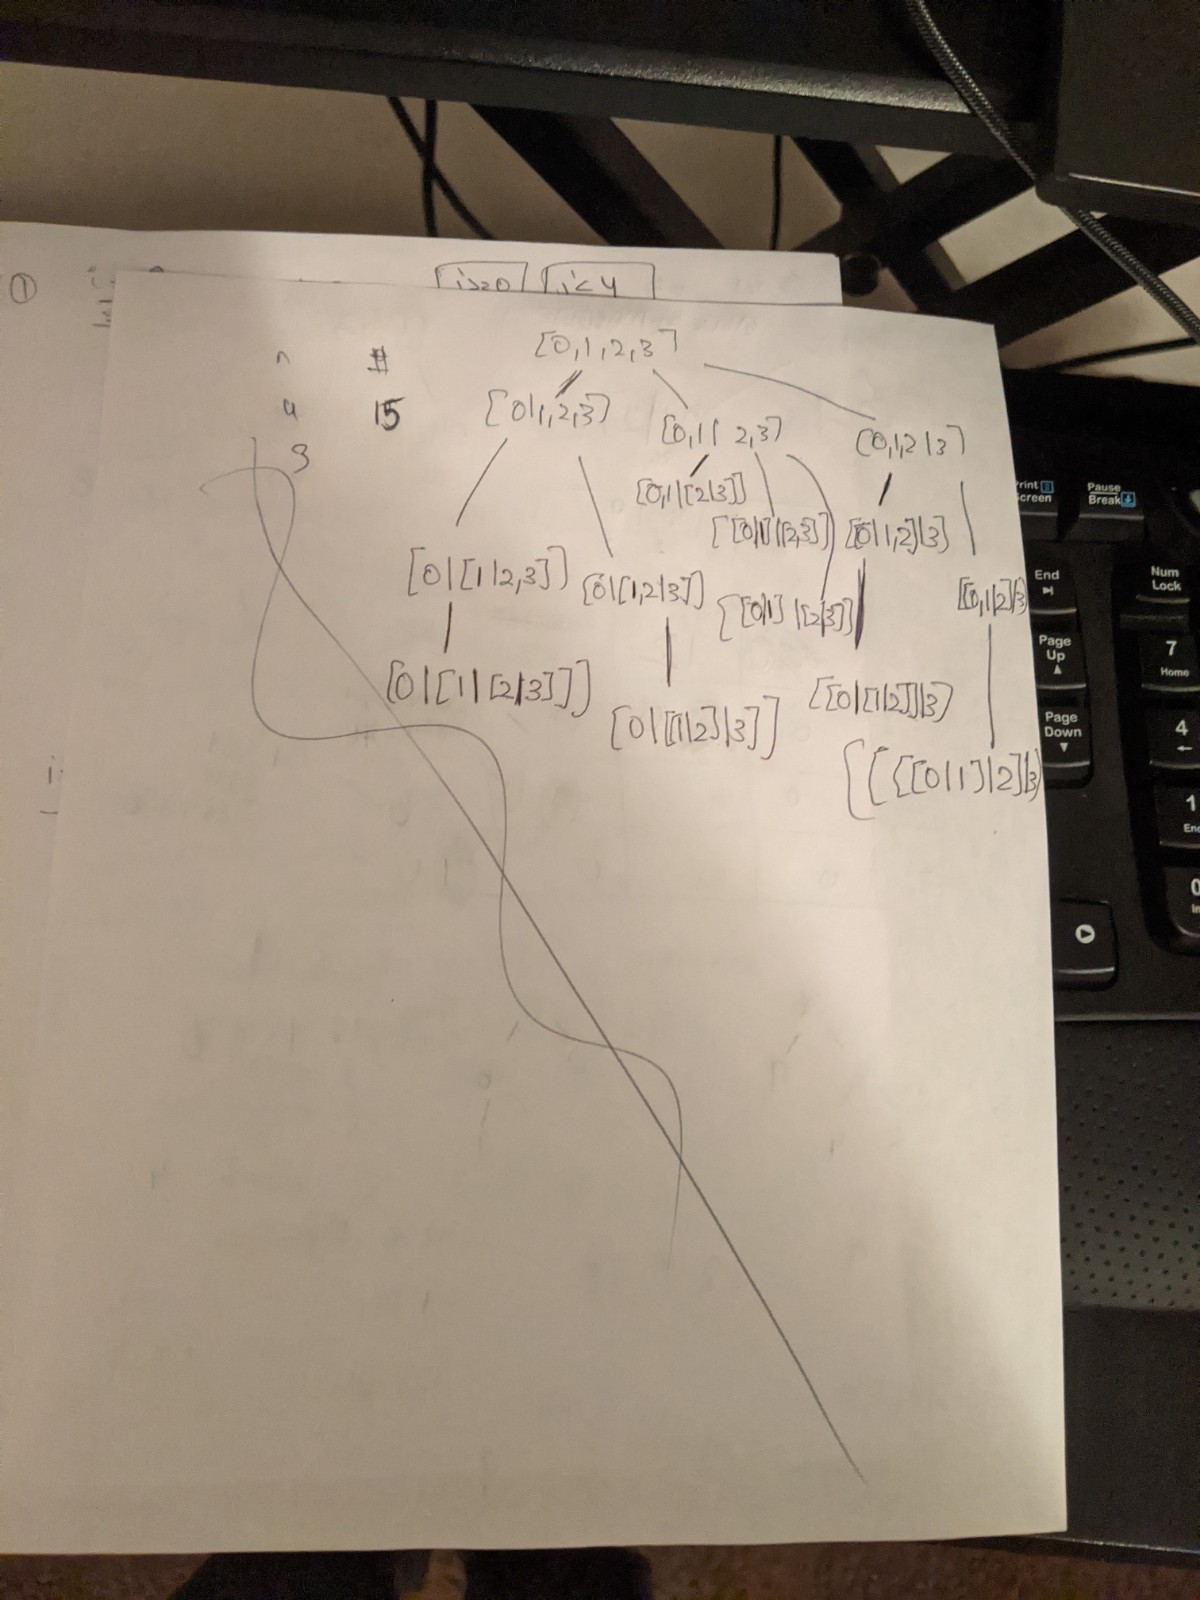 ①
i>=0 i<4
[0,1,2,3]
n #
4 15
3
[0|1,2,3] [0,1|2,3] [0,1,2|3]
[0,1|[2|3]]
[[0|1]|2,3] [[0|1,2]|3]
[0|[1|2,3]] [0|[1,2|3]] [[0|1]|[2|3]] [[0,1|2]|3]
[0|[1|[2|3]]] [0|[[1|2]|3]] [[0|[1|2]]|3]
[[[0|1]|2]|3]
Print
Screen
Pause
Break
End
Num
Lock
Page
Up
7
Home
Page
Down
4
1
0